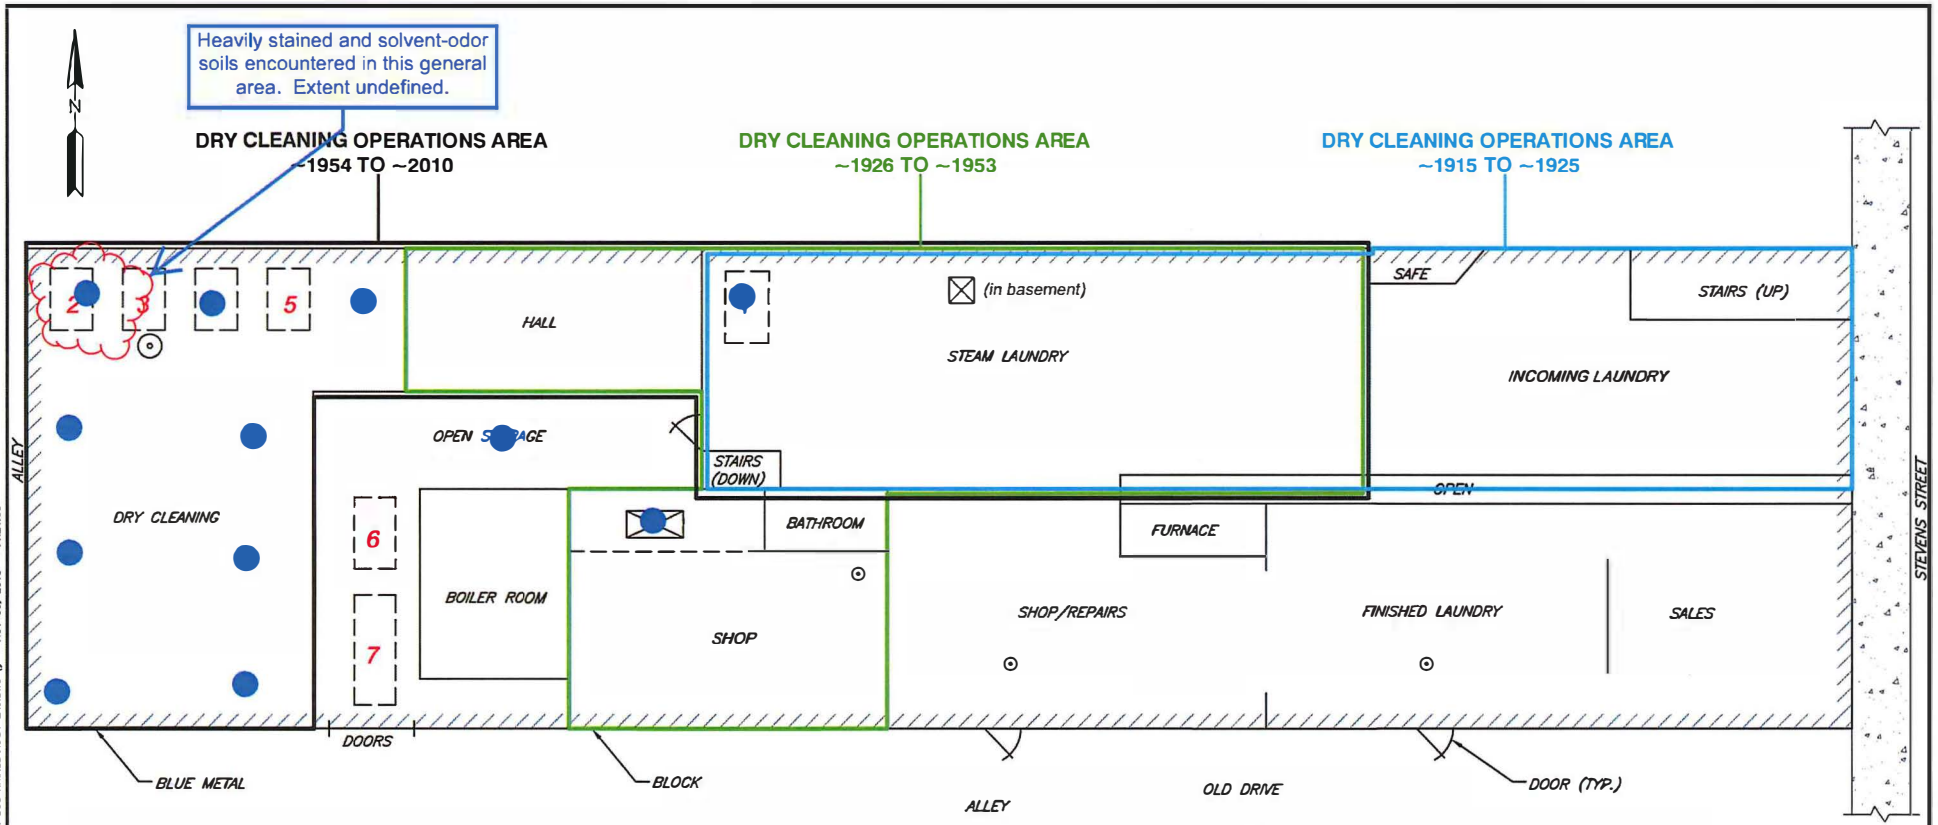 Heavily stained and solvent-odor
soils encountered in this general
area. Extent undefined.
N
DRY CLEANING OPERATIONS AREA
~1954 TO ~2010
DRY CLEANING OPERATIONS AREA
~1926 TO ~1953
DRY CLEANING OPERATIONS AREA
~1915 TO ~1925
2
3
5
HALL
(in basement)
STEAM LAUNDRY
SAFE
STAIRS (UP)
INCOMING LAUNDRY
ALLEY
OPEN
STAIRS
(DOWN)
OPEN
STEVENS STREET
DRY CLEANING
6
BATHROOM
FURNACE
BOILER ROOM
7
SHOP
SHOP/REPAIRS
FINISHED LAUNDRY
SALES
DOORS
BLUE METAL
BLOCK
ALLEY
OLD DRIVE
DOOR (TYP.)